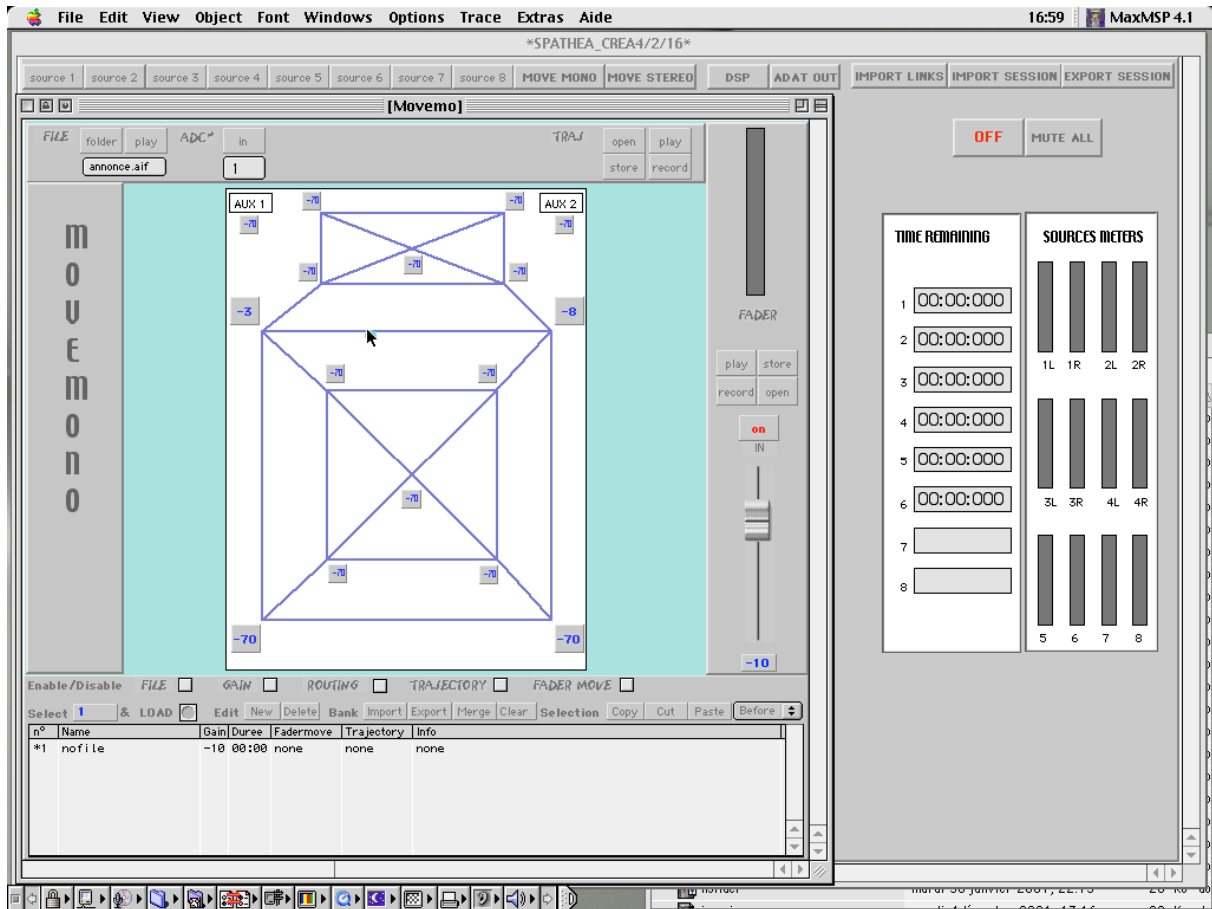 File Edit View Object Font Windows Options Trace Extras Aide 16:59 MaxMSP 4.1
*SPATHEA_CREA4/2/16*
source 1 source 2 source 3 source 4 source 5 source 6 source 7 source 8 MOVE MONO MOVE STEREO DSP ADAT OUT IMPORT LINKS IMPORT SESSION EXPORT SESSION
[Movemo]
FILE folder play ADC~ in TRAJ open play
annonce.aif 1 store record
OFF MUTE ALL
movemono
AUX 1 -70 -70 AUX 2
-70 -70
-70 -70 -70
-3 -8
FADER
-70 -70
play store
record open
on
IN
-70
-70 -70
-70 -70
-10
TIME REMAINING
1 00:00:000
2 00:00:000
3 00:00:000
4 00:00:000
5 00:00:000
6 00:00:000
7
8
SOURCES METERS
1L 1R 2L 2R
3L 3R 4L 4R
5 6 7 8
Enable/Disable FILE GAIN ROUTING TRAJECTORY FADER MOVE
Select 1 & LOAD Edit New Delete Bank Import Export Merge Clear Selection Copy Cut Paste Before
n° Name Gain Duree Fadermove Trajectory Info
*1 nofile -10 00:00 none none none